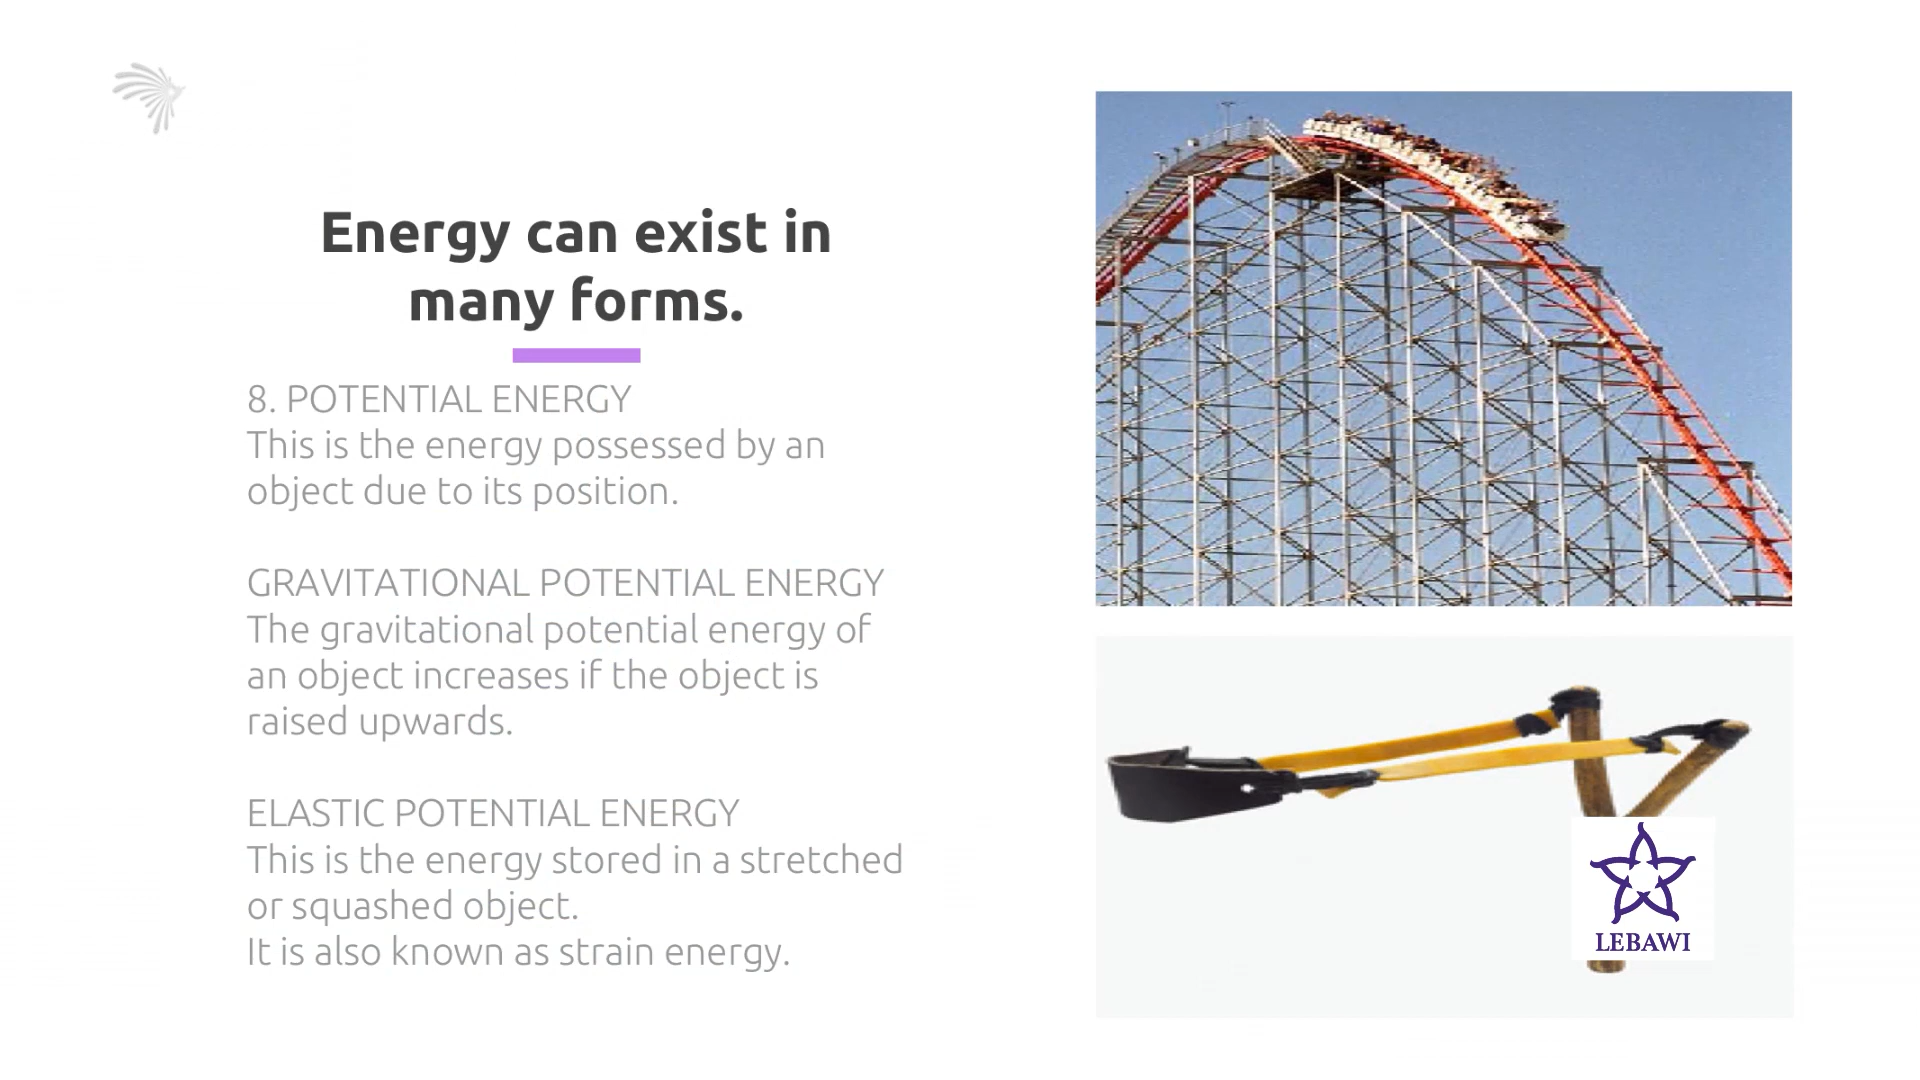 Energy can exist in
many forms.
8. POTENTIAL ENERGY
This is the energy possessed by an
object due to its position.
GRAVITATIONAL POTENTIAL ENERGY
The gravitational potential energy of
an object increases if the object is
raised upwards.
ELASTIC POTENTIAL ENERGY
This is the energy stored in a stretched
or squashed object.
It is also known as strain energy.
LEBAWI